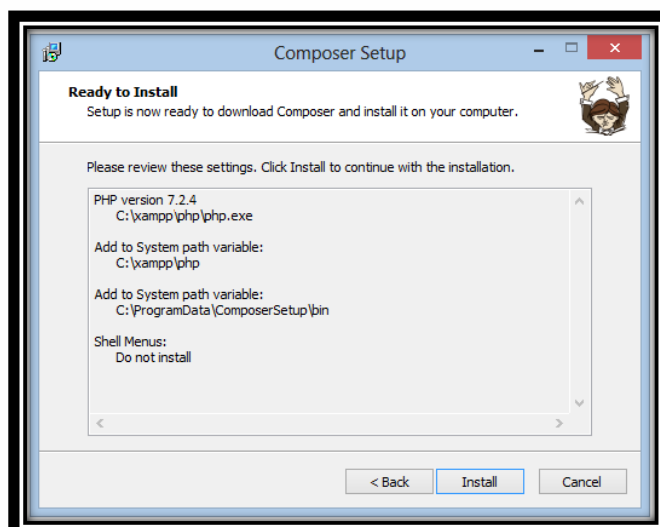 Composer Setup
Ready to Install
Setup is now ready to download Composer and install it on your computer.
Please review these settings. Click Install to continue with the installation.
PHP version 7.2.4
C:\xampp\php\php.exe
Add to System path variable:
C:\xampp\php
Add to System path variable:
C:\ProgramData\ComposerSetup\bin
Shell Menus:
Do not install
< Back
Install
Cancel